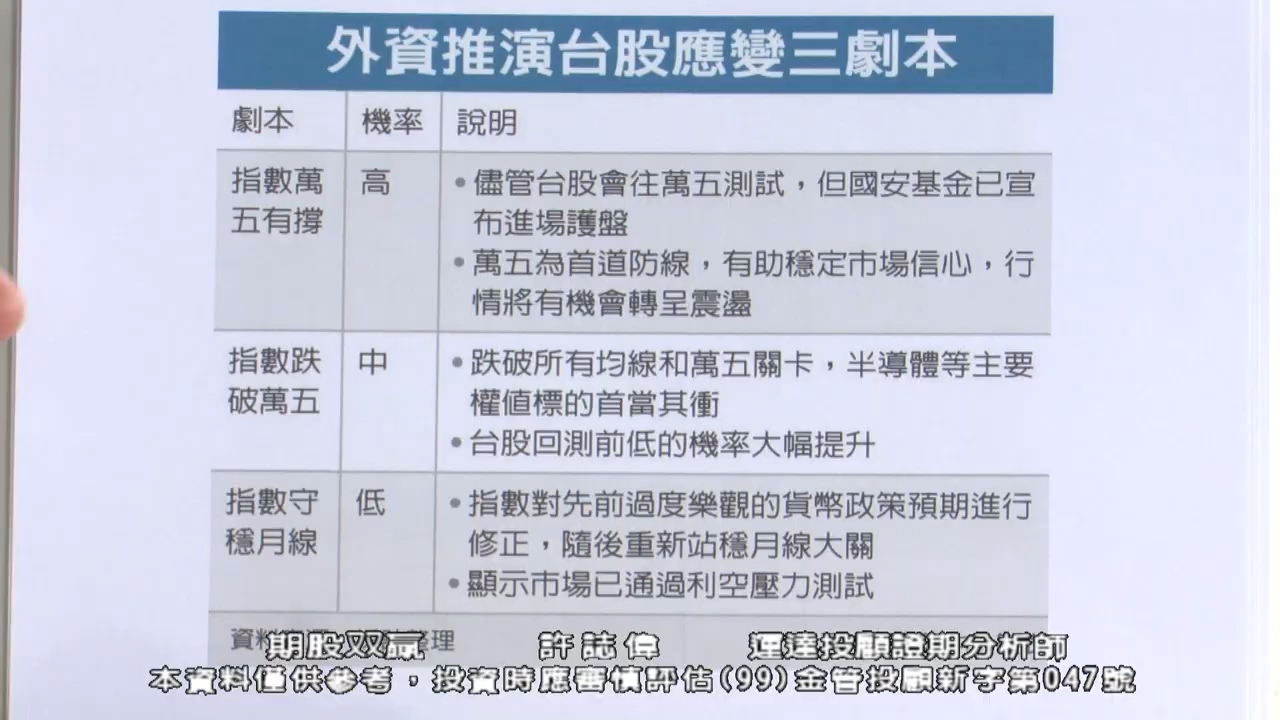 外資推演台股應變三劇本
劇本 機率 說明
指數萬 高 •儘管台股會往萬五測試，但國安基金已宣
五有撐 布進場護盤
•萬五為首道防線，有助穩定市場信心，行
情將有機會轉呈震盪
指數跌 中 •跌破所有均線和萬五關卡，半導體等主要
破萬五 權值標的首當其衝
•台股回測前低的機率大幅提升
指數守 低 •指數對先前過度樂觀的貨幣政策預期進行
穩月線 修正，隨後重新站穩月線大關
•顯示市場已通過利空壓力測試
資料 整理
期股双贏 許誌偉 運達投顧證期分析師
本資料僅供參考，投資時應審慎評估(99)金管投顧新字第047號